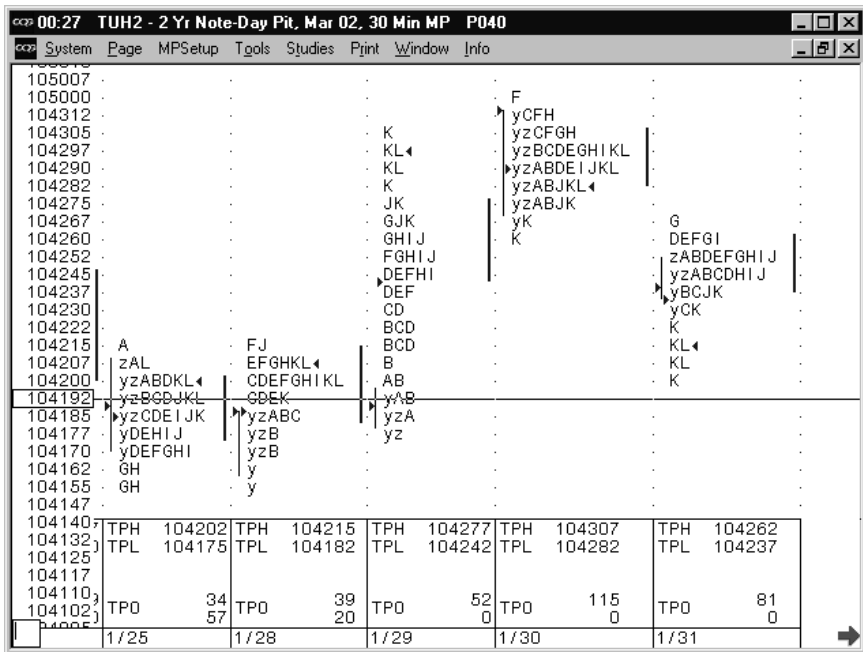 CQG 00:27 TUH2 - 2 Yr Note-Day Pit, Mar 02, 30 Min MP P040
CQG System Page MPSetup Tools Studies Print Window Info
105007
105000 F
104312 yCFH
104305 K yzCFGH
104297 KL yzBCDEGHIKL
104290 KL yzABDEIJKL
104282 K yzABJKL
104275 JK yzABJK
104267 GJK yK G
104260 GHIJ K DEFGI
104252 FGHIJ zABDEFGHIJ
104245 DEFHI yzABCDHIJ
104237 DEF yBCJK
104230 CD yCK
104222 BCD K
104215 A FJ BCD KL
104207 zAL EFGHKL B KL
104200 yzABDKL CDEFGHIKL AB K
104192 yzBCDJKL CDEK yAB
104185 yzCDEIJK yzABC yzA
104177 yDEHIJ yzB yz
104170 yDEFGHI yzB
104162 GH y
104155 GH y
104147
104140 TPH 104202 TPH 104215 TPH 104277 TPH 104307 TPH 104262
104132 TPL 104175 TPL 104182 TPL 104242 TPL 104282 TPL 104237
104125
104117
104110 34 39 52 115 81
104102 TPO 57 TPO 20 TPO 0 TPO 0 TPO 0
1/25 1/28 1/29 1/30 1/31